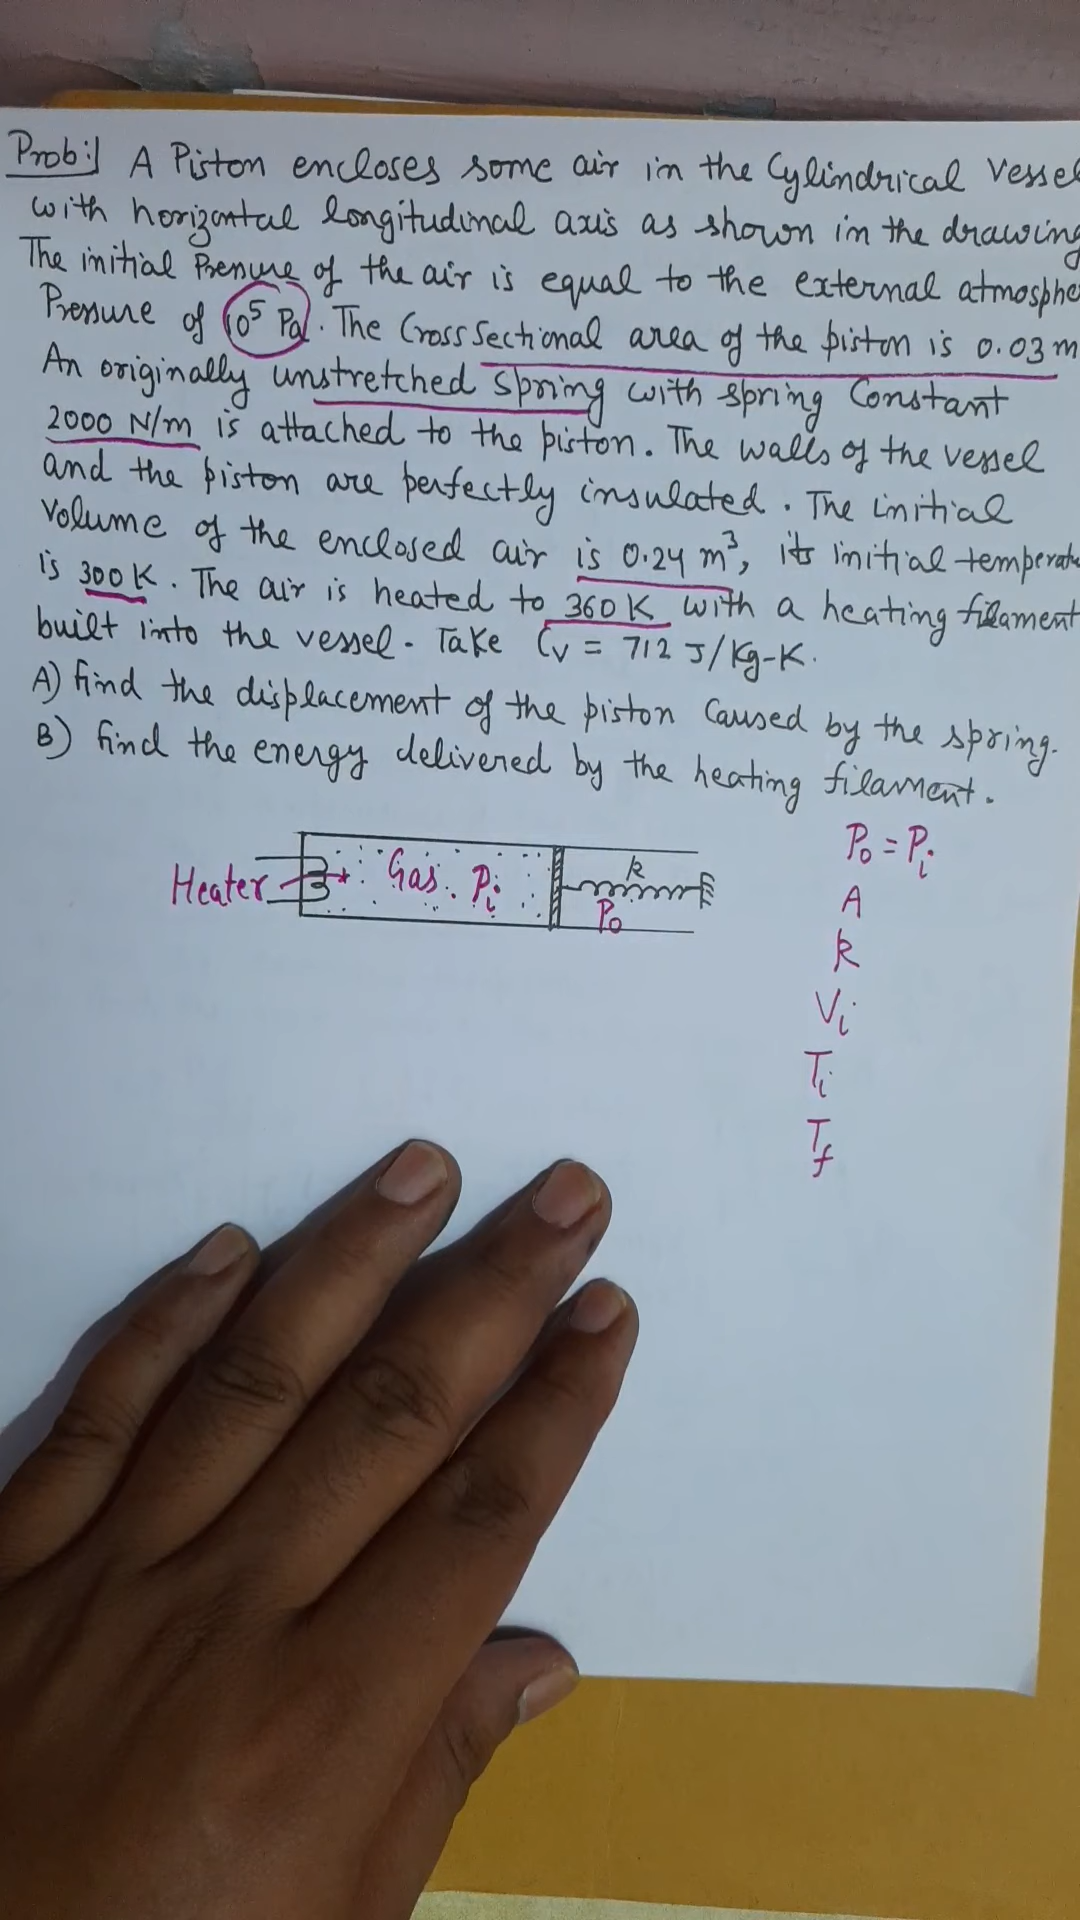 Prob:1 A Piston encloses some air in the Cylindrical Vessel
with horizontal longitudinal axis as shown in the drawing
The initial Pressure of the air is equal to the external atmosphe
Pressure of 10⁵ Pa. The Cross Sectional area of the piston is 0.03 m
An originally unstretched spring with spring Constant
2000 N/m is attached to the piston. The walls of the vessel
and the piston are perfectly insulated. The initial
Volume of the enclosed air is 0.24 m³, its initial temperatu
is 300 K. The air is heated to 360 K with a heating filament
built into the vessel. Take Cv = 712 J/Kg-K.
A) find the displacement of the piston Caused by the spring.
B) find the energy delivered by the heating filament.
P₀ = Pᵢ
Heater Gas Pᵢ k
P₀
A
k
Vᵢ
Tᵢ
T_f